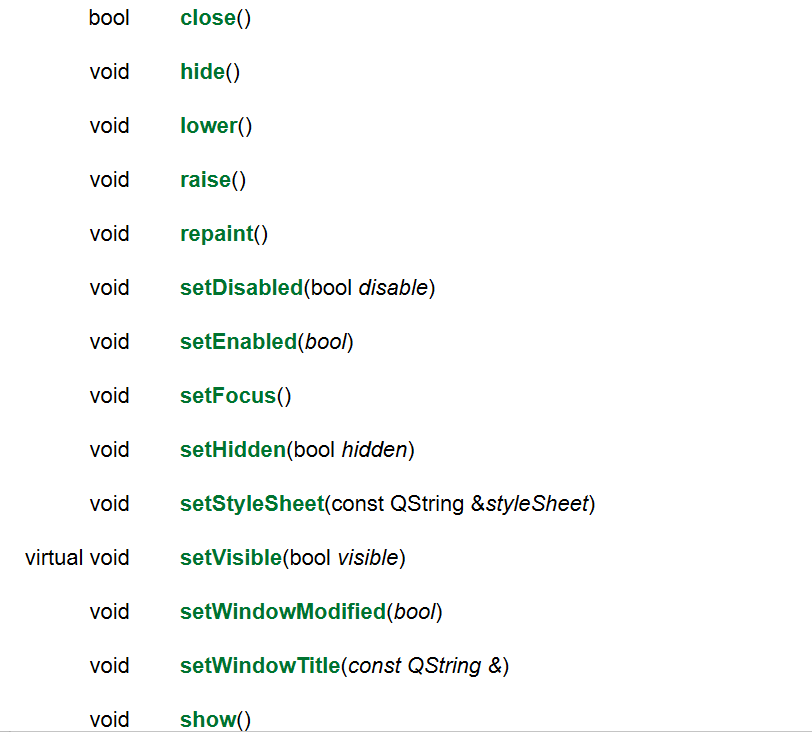 bool close()
void hide()
void lower()
void raise()
void repaint()
void setDisabled(bool disable)
void setEnabled(bool)
void setFocus()
void setHidden(bool hidden)
void setStyleSheet(const QString &styleSheet)
virtual void setVisible(bool visible)
void setWindowModified(bool)
void setWindowTitle(const QString &)
void show()